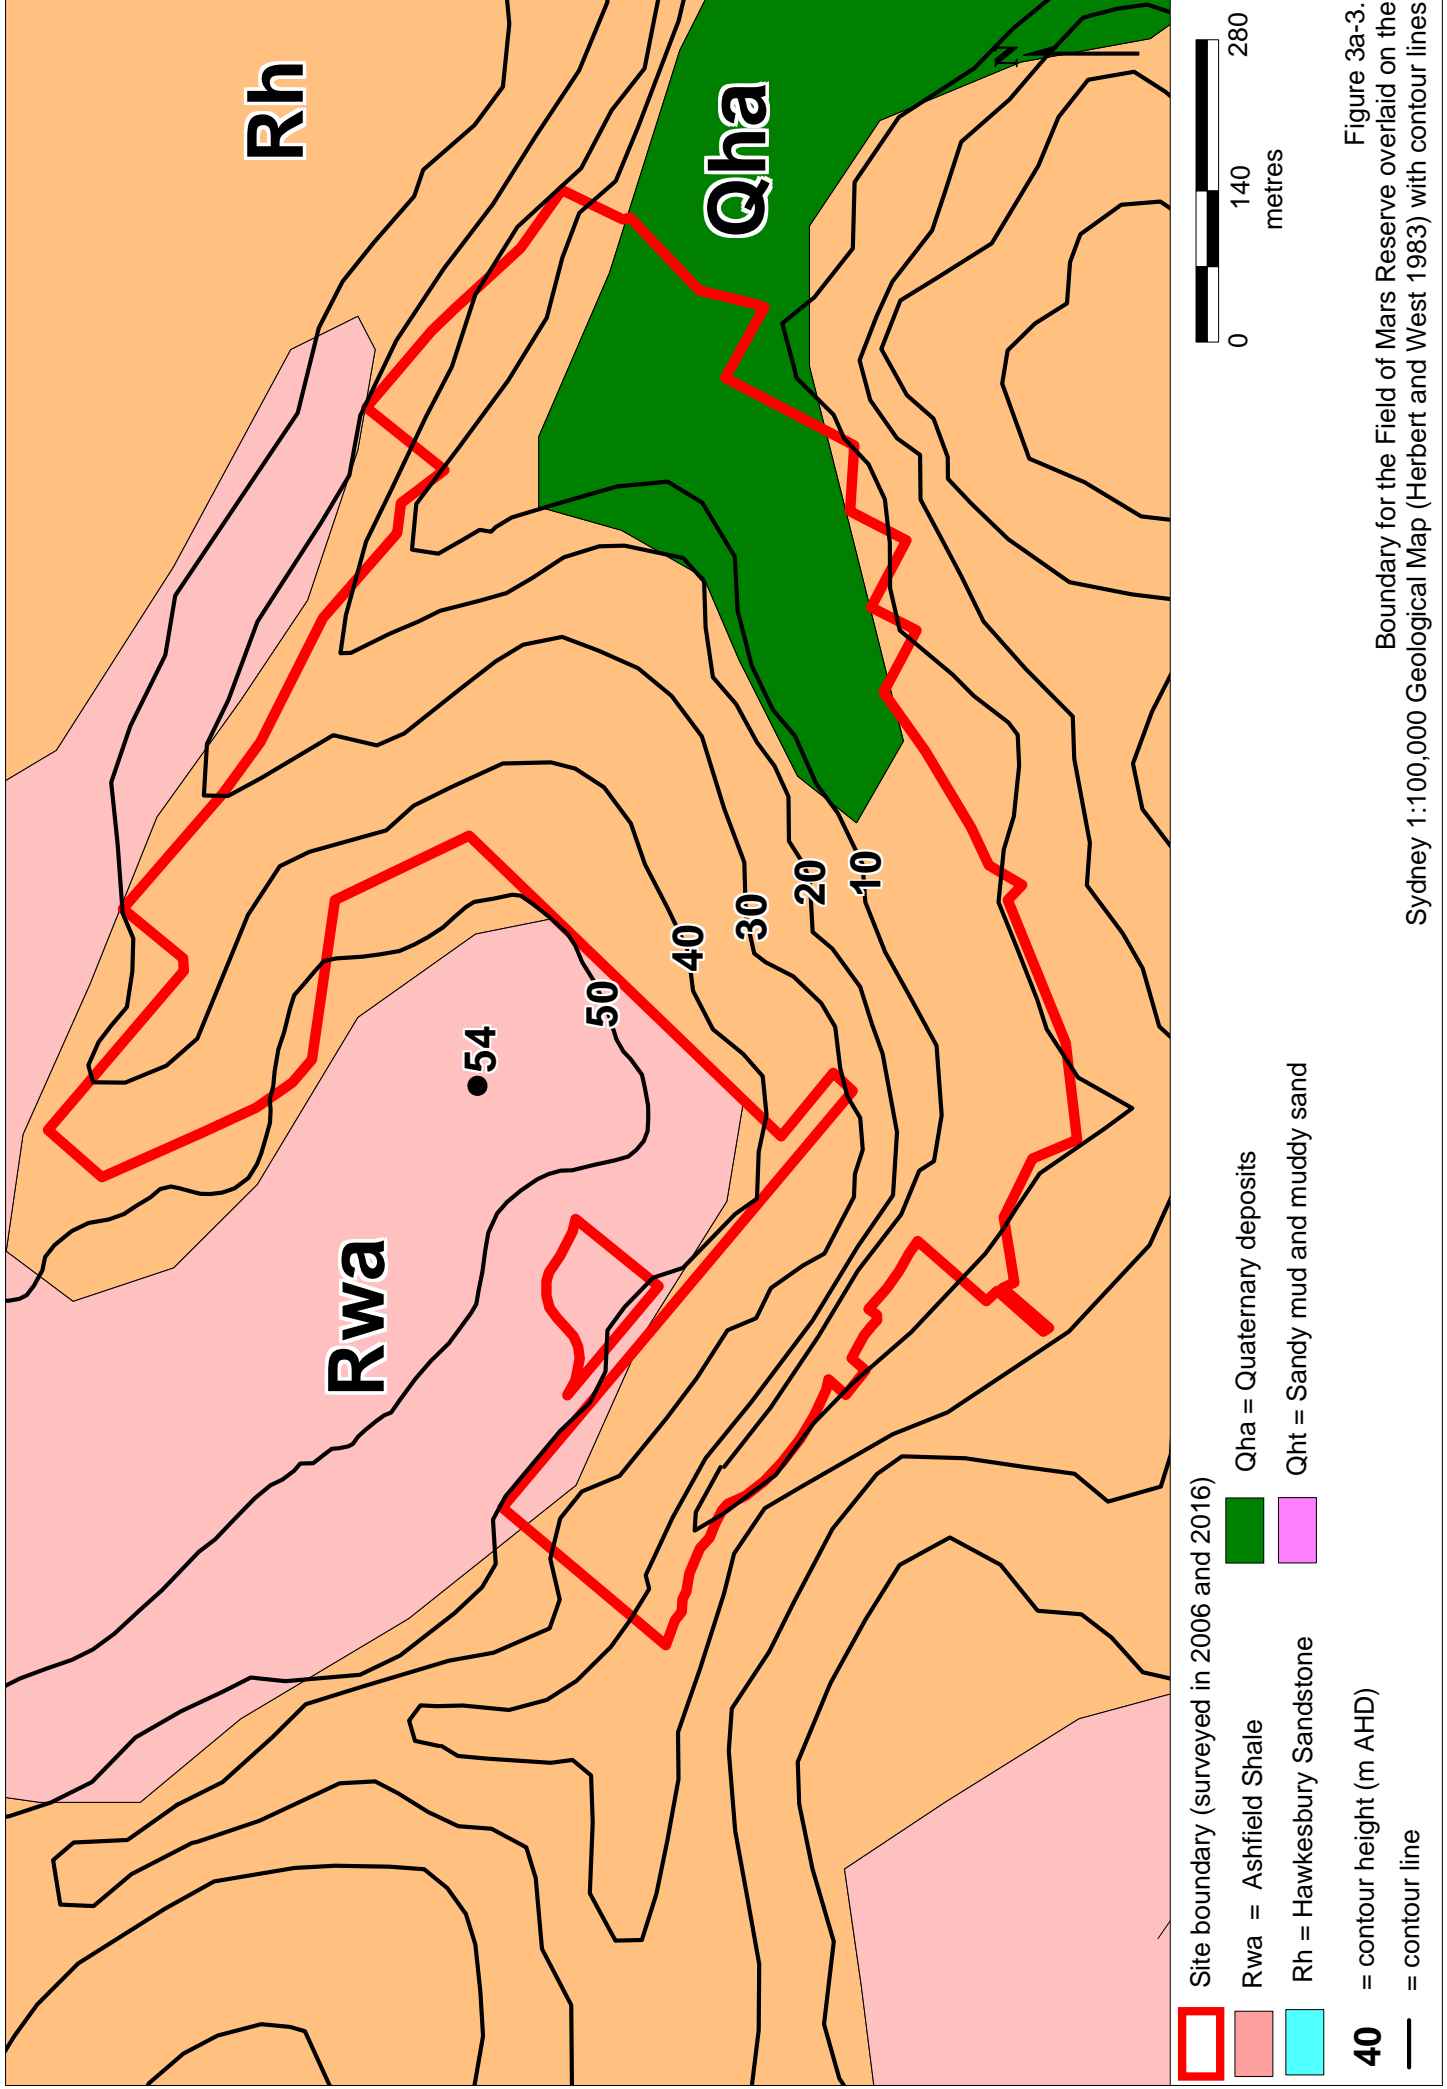 Rh
Rwa
Qha
54
50
40
30
20
10
N
0 140 280
metres
Site boundary (surveyed in 2006 and 2016)
Rwa = Ashfield Shale
Rh = Hawkesbury Sandstone
Qha = Quaternary deposits
Qht = Sandy mud and muddy sand
40 = contour height (m AHD)
= contour line
Figure 3a-3.
Boundary for the Field of Mars Reserve overlaid on the
Sydney 1:100,000 Geological Map (Herbert and West 1983) with contour lines